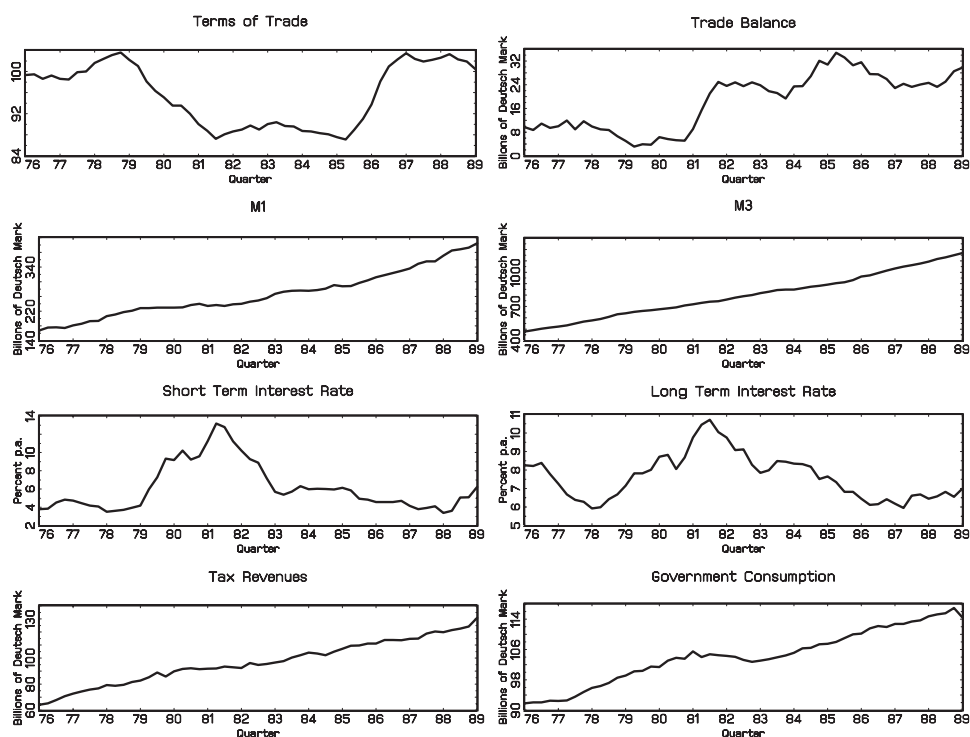 Terms of Trade
100
92
84
76 77 78 79 80 81 82 83 84 85 86 87 88 89
Quarter
Trade Balance
Billions of Deutsch Mark
32
24
16
8
0
76 77 78 79 80 81 82 83 84 85 86 87 88 89
Quarter
M1
Billions of Deutsch Mark
340
220
140
76 77 78 79 80 81 82 83 84 85 86 87 88 89
Quarter
M3
Billions of Deutsch Mark
1000
700
400
76 77 78 79 80 81 82 83 84 85 86 87 88 89
Quarter
Short Term Interest Rate
Percent p.a.
14
10
8
6
4
2
76 77 78 79 80 81 82 83 84 85 86 87 88 89
Quarter
Long Term Interest Rate
Percent p.a.
11
10
9
8
7
6
5
76 77 78 79 80 81 82 83 84 85 86 87 88 89
Quarter
Tax Revenues
Billions of Deutsch Mark
130
100
80
60
76 77 78 79 80 81 82 83 84 85 86 87 88 89
Quarter
Government Consumption
Billions of Deutsch Mark
114
106
98
90
76 77 78 79 80 81 82 83 84 85 86 87 88 89
Quarter